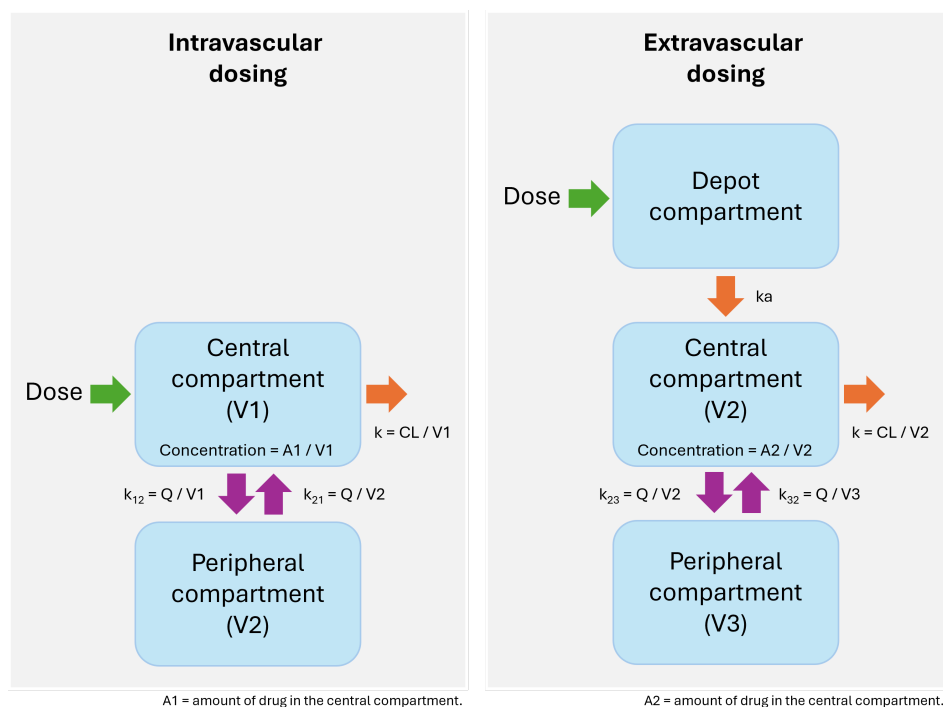 Intravascular
dosing
Dose
Central
compartment
(V1)
Concentration = A1 / V1
k = CL / V1
k12 = Q / V1
k21 = Q / V2
Peripheral
compartment
(V2)
A1 = amount of drug in the central compartment.
Extravascular
dosing
Dose
Depot
compartment
ka
Central
compartment
(V2)
Concentration = A2 / V2
k = CL / V2
k23 = Q / V2
k32 = Q / V3
Peripheral
compartment
(V3)
A2 = amount of drug in the central compartment.